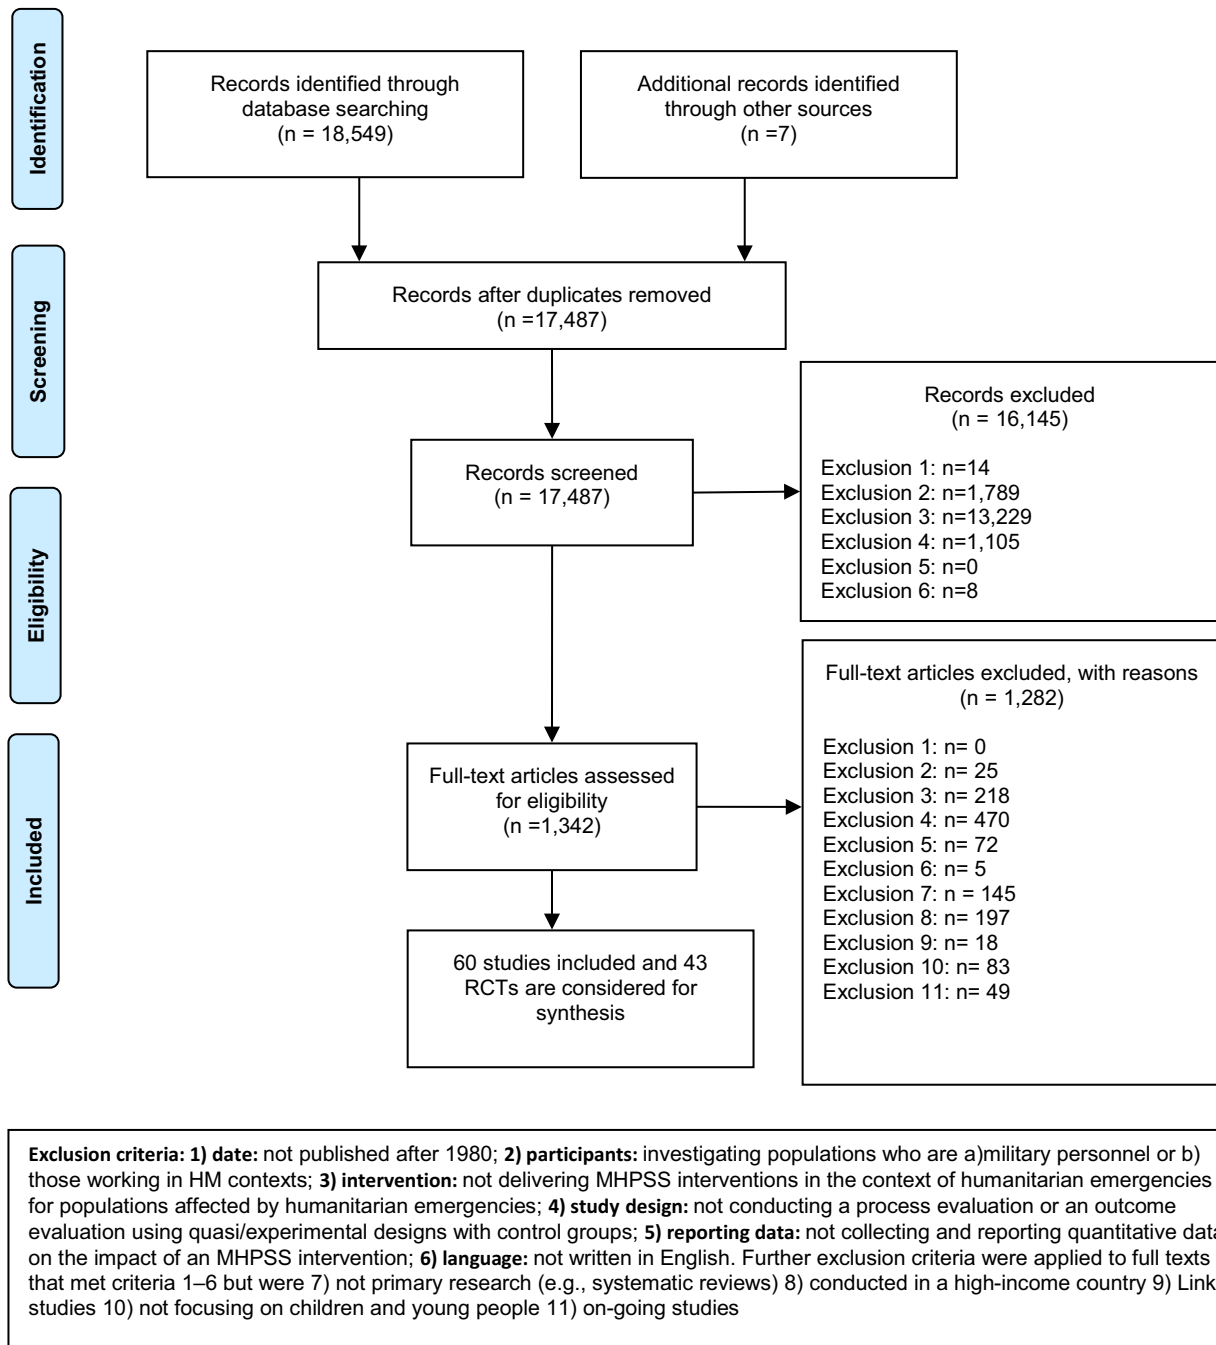 Identification
Records identified through
database searching
(n = 18,549)
Additional records identified
through other sources
(n =7)
Screening
Records after duplicates removed
(n =17,487)
Records screened
(n = 17,487)
Records excluded
(n = 16,145)
Exclusion 1: n=14
Exclusion 2: n=1,789
Exclusion 3: n=13,229
Exclusion 4: n=1,105
Exclusion 5: n=0
Exclusion 6: n=8
Eligibility
Full-text articles assessed
for eligibility
(n =1,342)
Full-text articles excluded, with reasons
(n = 1,282)
Exclusion 1: n= 0
Exclusion 2: n= 25
Exclusion 3: n= 218
Exclusion 4: n= 470
Exclusion 5: n= 72
Exclusion 6: n= 5
Exclusion 7: n = 145
Exclusion 8: n= 197
Exclusion 9: n= 18
Exclusion 10: n= 83
Exclusion 11: n= 49
Included
60 studies included and 43
RCTs are considered for
synthesis
Exclusion criteria: 1) date: not published after 1980; 2) participants: investigating populations who are a)military personnel or b)
those working in HM contexts; 3) intervention: not delivering MHPSS interventions in the context of humanitarian emergencies
for populations affected by humanitarian emergencies; 4) study design: not conducting a process evaluation or an outcome
evaluation using quasi/experimental designs with control groups; 5) reporting data: not collecting and reporting quantitative data
on the impact of an MHPSS intervention; 6) language: not written in English. Further exclusion criteria were applied to full texts
that met criteria 1–6 but were 7) not primary research (e.g., systematic reviews) 8) conducted in a high-income country 9) Link
studies 10) not focusing on children and young people 11) on-going studies